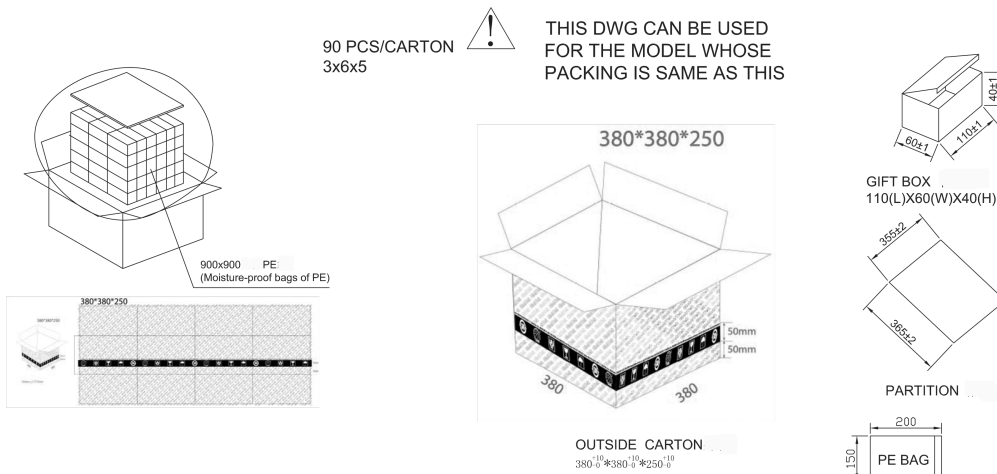 90 PCS/CARTON
3x6x5
!
THIS DWG CAN BE USED
FOR THE MODEL WHOSE
PACKING IS SAME AS THIS
900x900 PE
(Moisture-proof bags of PE)
380*380*250
380*380*250
380*380*250
50mm
50mm
380
380
OUTSIDE CARTON
380+10-0*380+10-0*250+10-0
40±1
60±1
110±1
GIFT BOX
110(L)X60(W)X40(H)
355±2
365±2
PARTITION
200
150
PE BAG